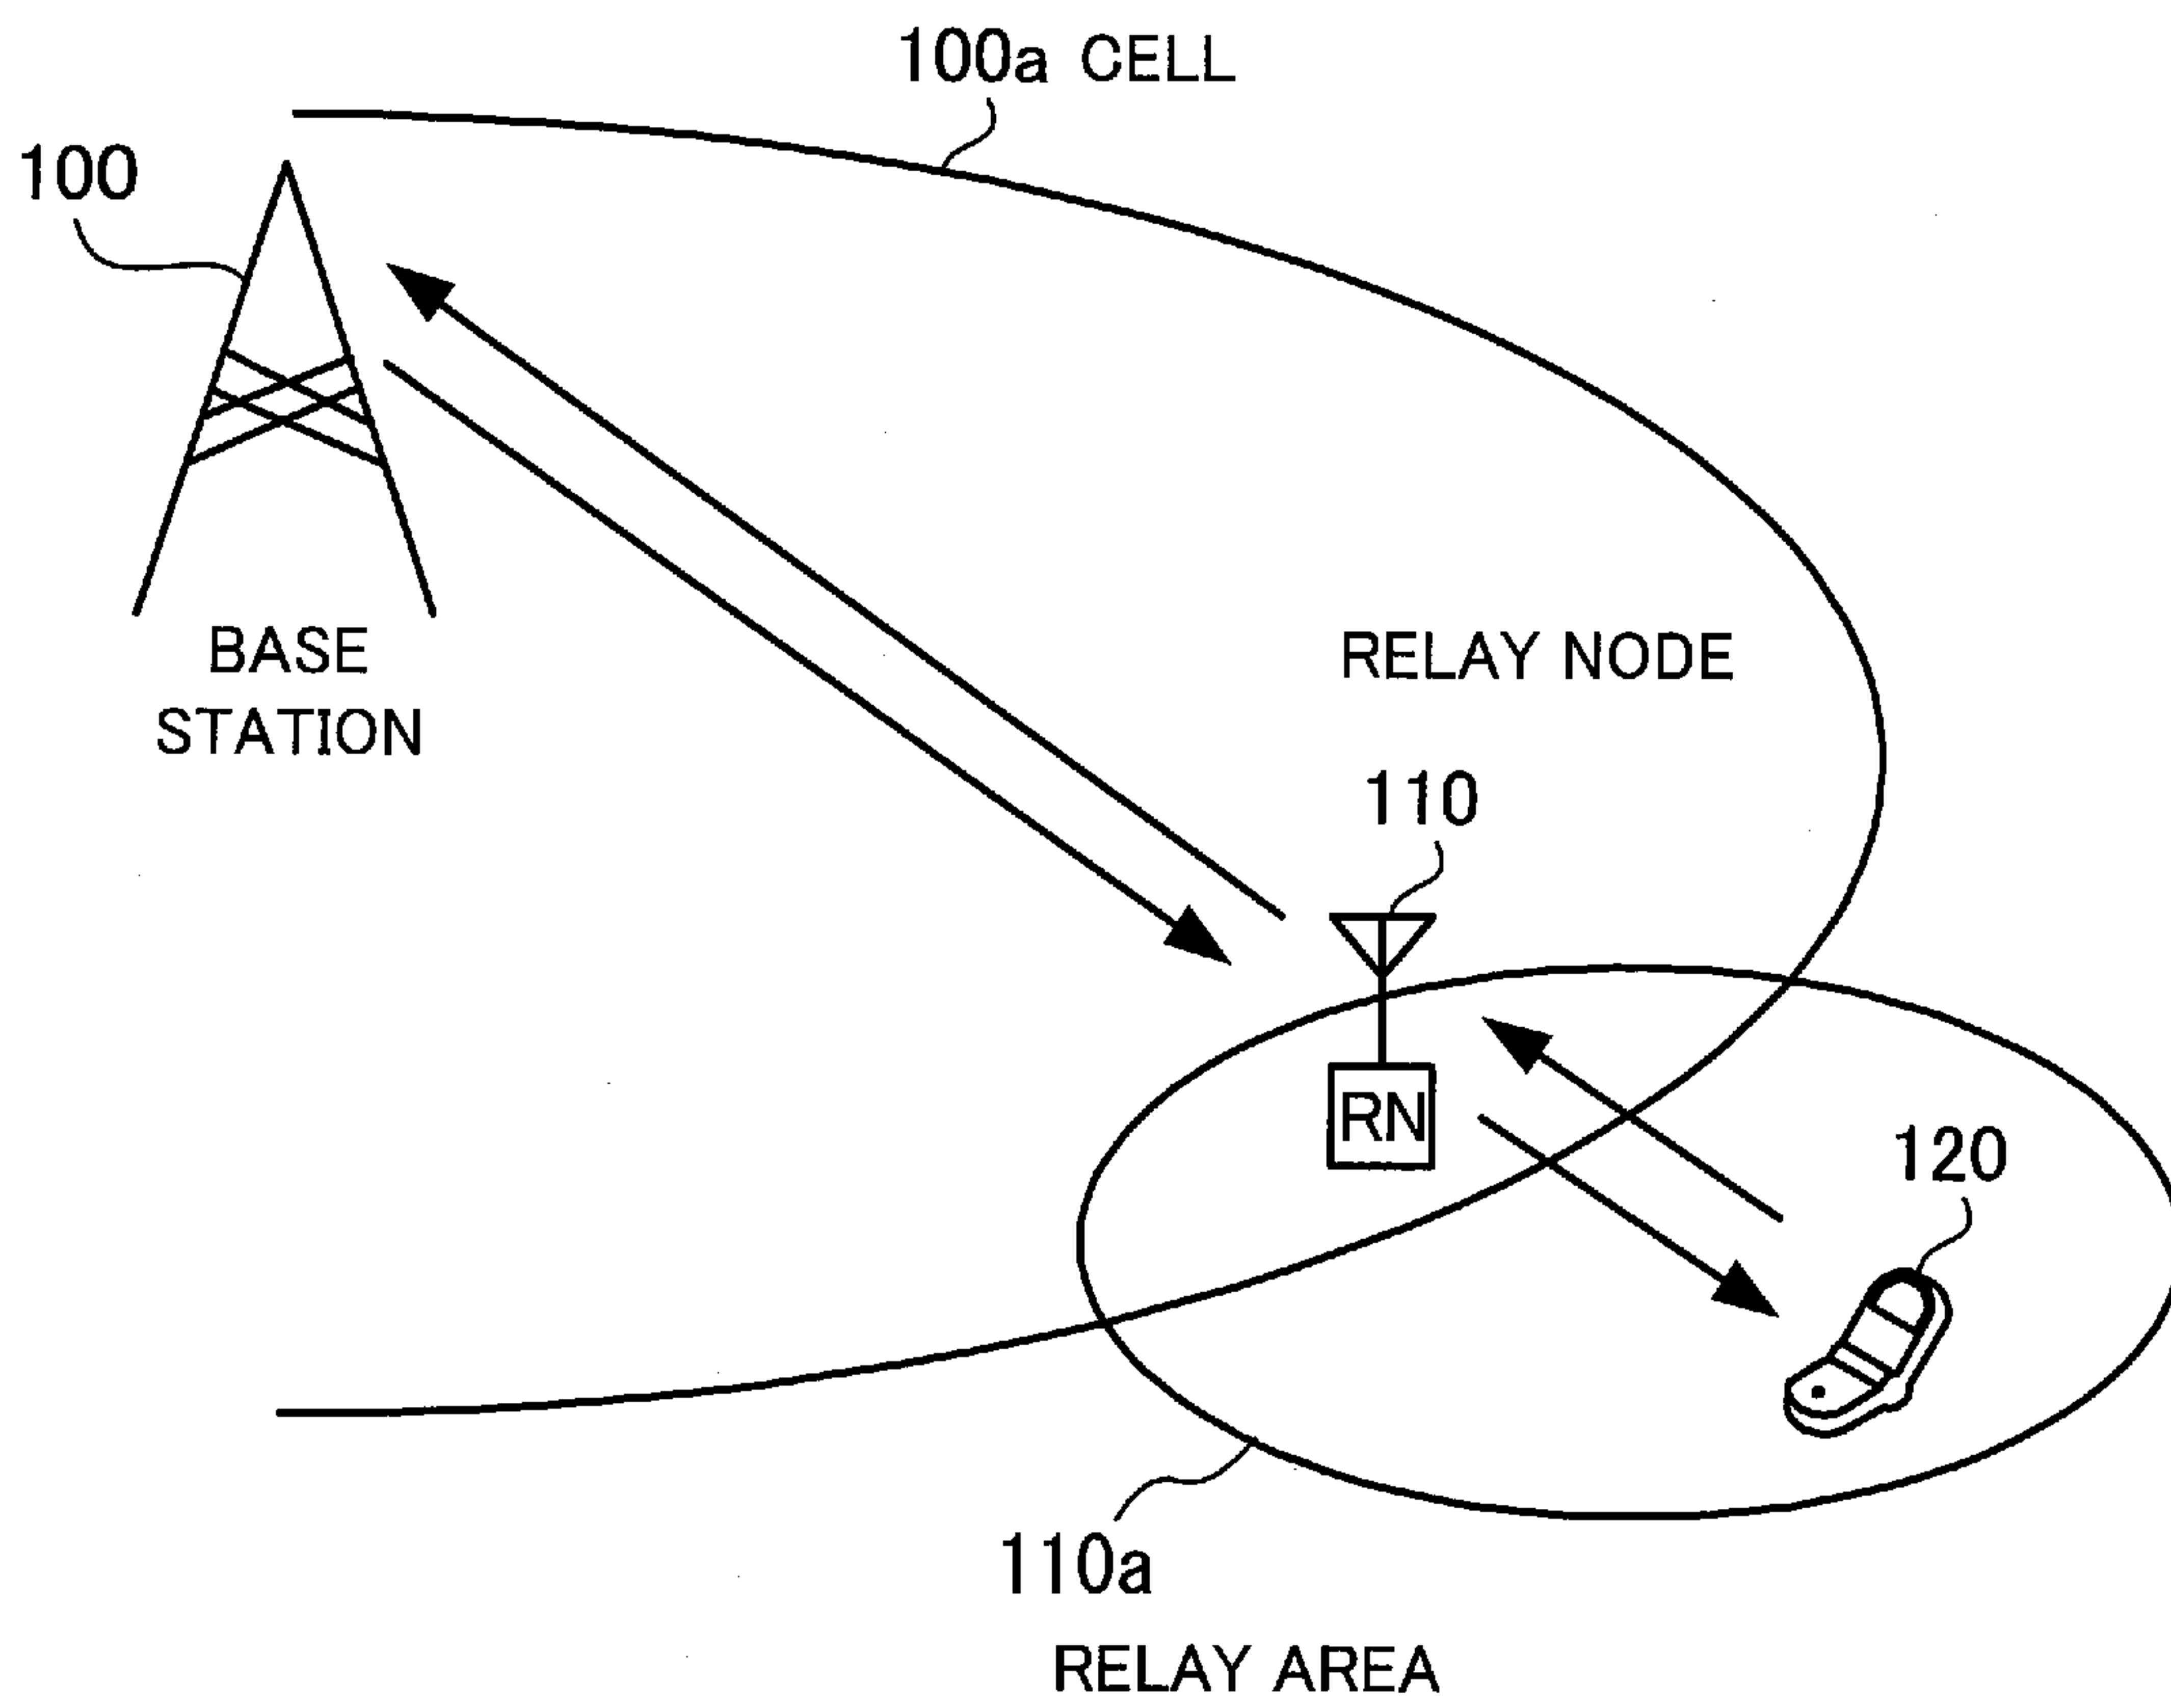 100a CELL
100
BASE
STATION
RELAY NODE
110
RN
120
110a
RELAY AREA